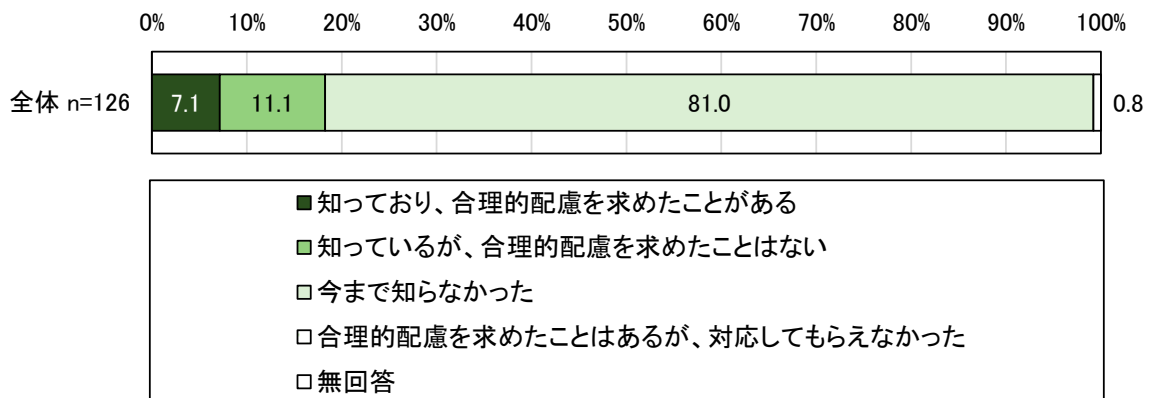 0% 10% 20% 30% 40% 50% 60% 70% 80% 90% 100%
全体 n=126 7.1 11.1 81.0 0.8
知っており、合理的配慮を求めたことがある
知っているが、合理的配慮を求めたことはない
今まで知らなかった
合理的配慮を求めたことはあるが、対応してもらえなかった
無回答